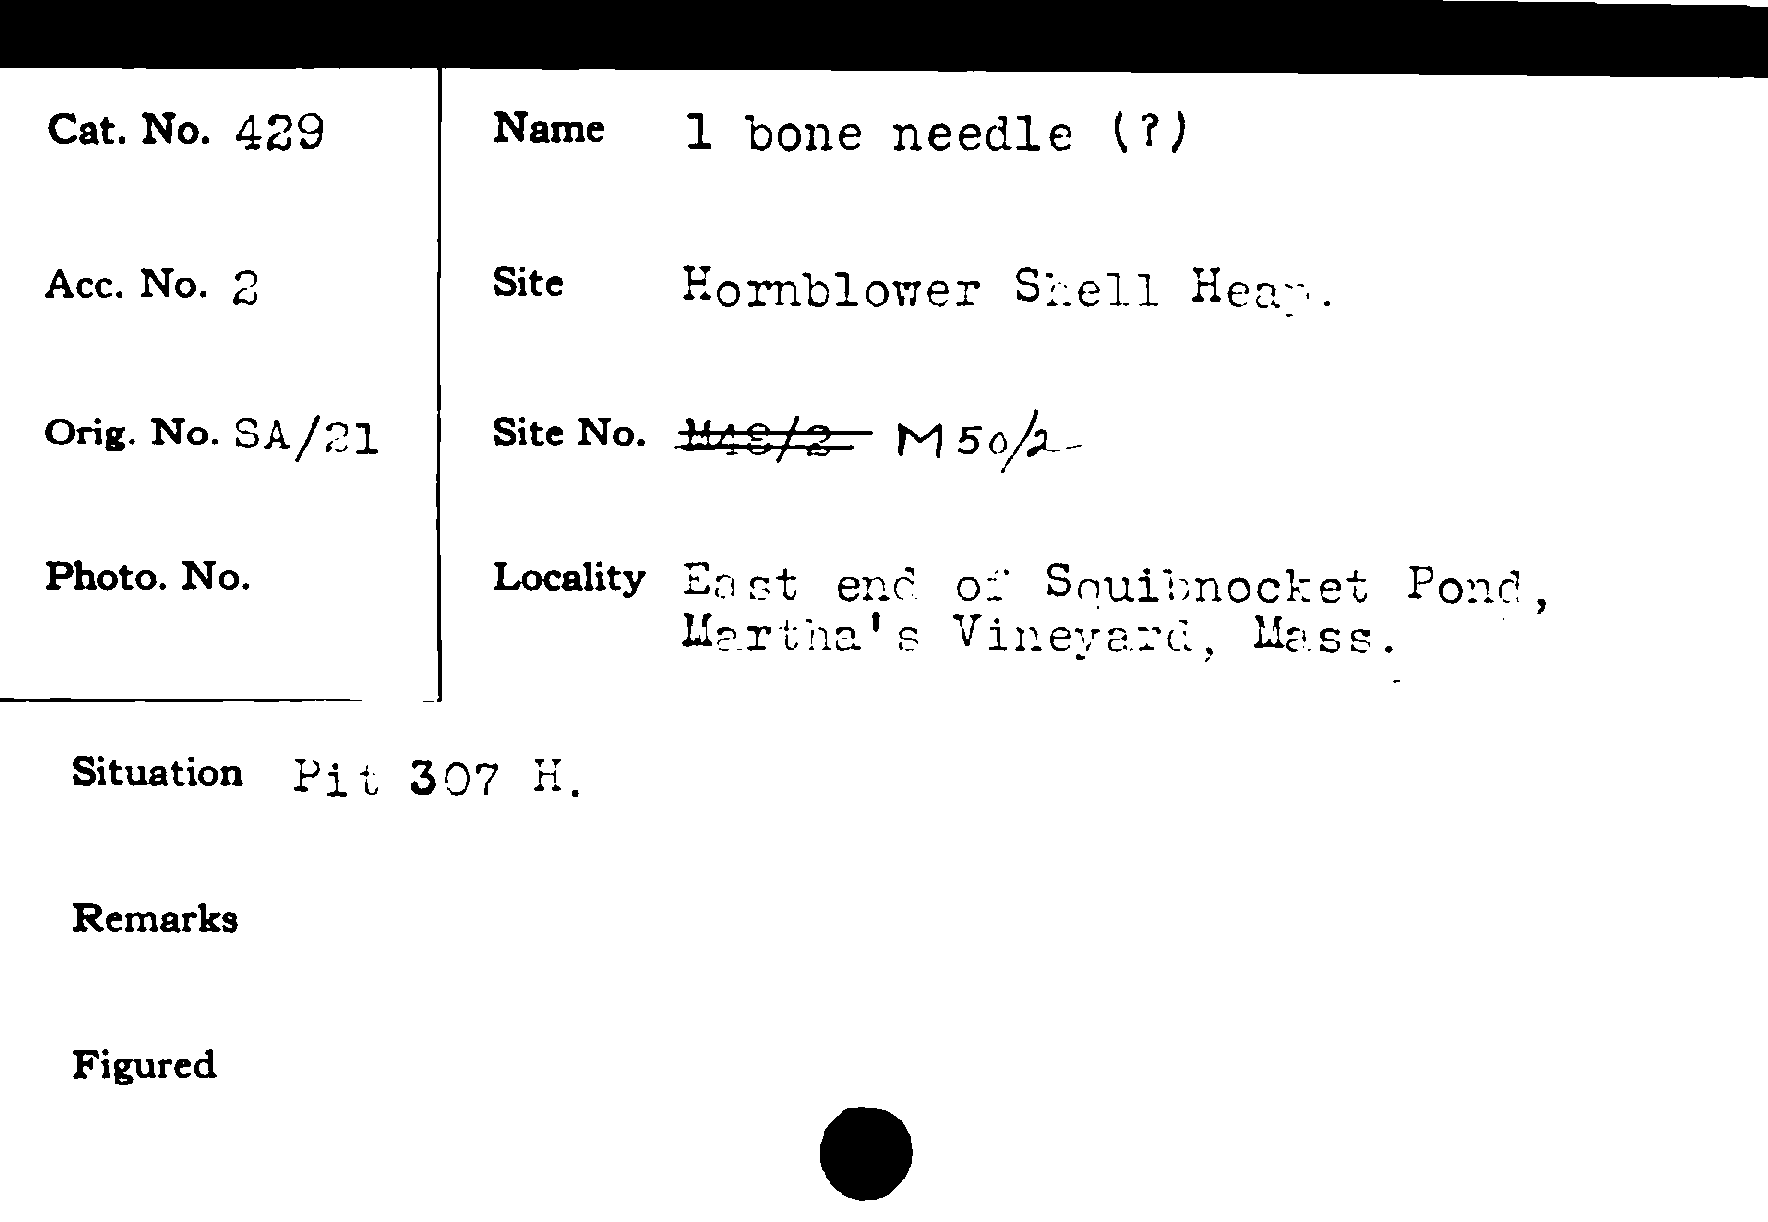 Cat. No. 429
Name 1 bone needle (?)
Acc. No. 2
Site Hornblower Shell Heap.
Orig. No. SA/21
Site No. M48/2 M50/2
Photo. No.
Locality East end of Squibnocket Pond,
Martha's Vineyard, Mass.
Situation Pit 307 H.
Remarks
Figured